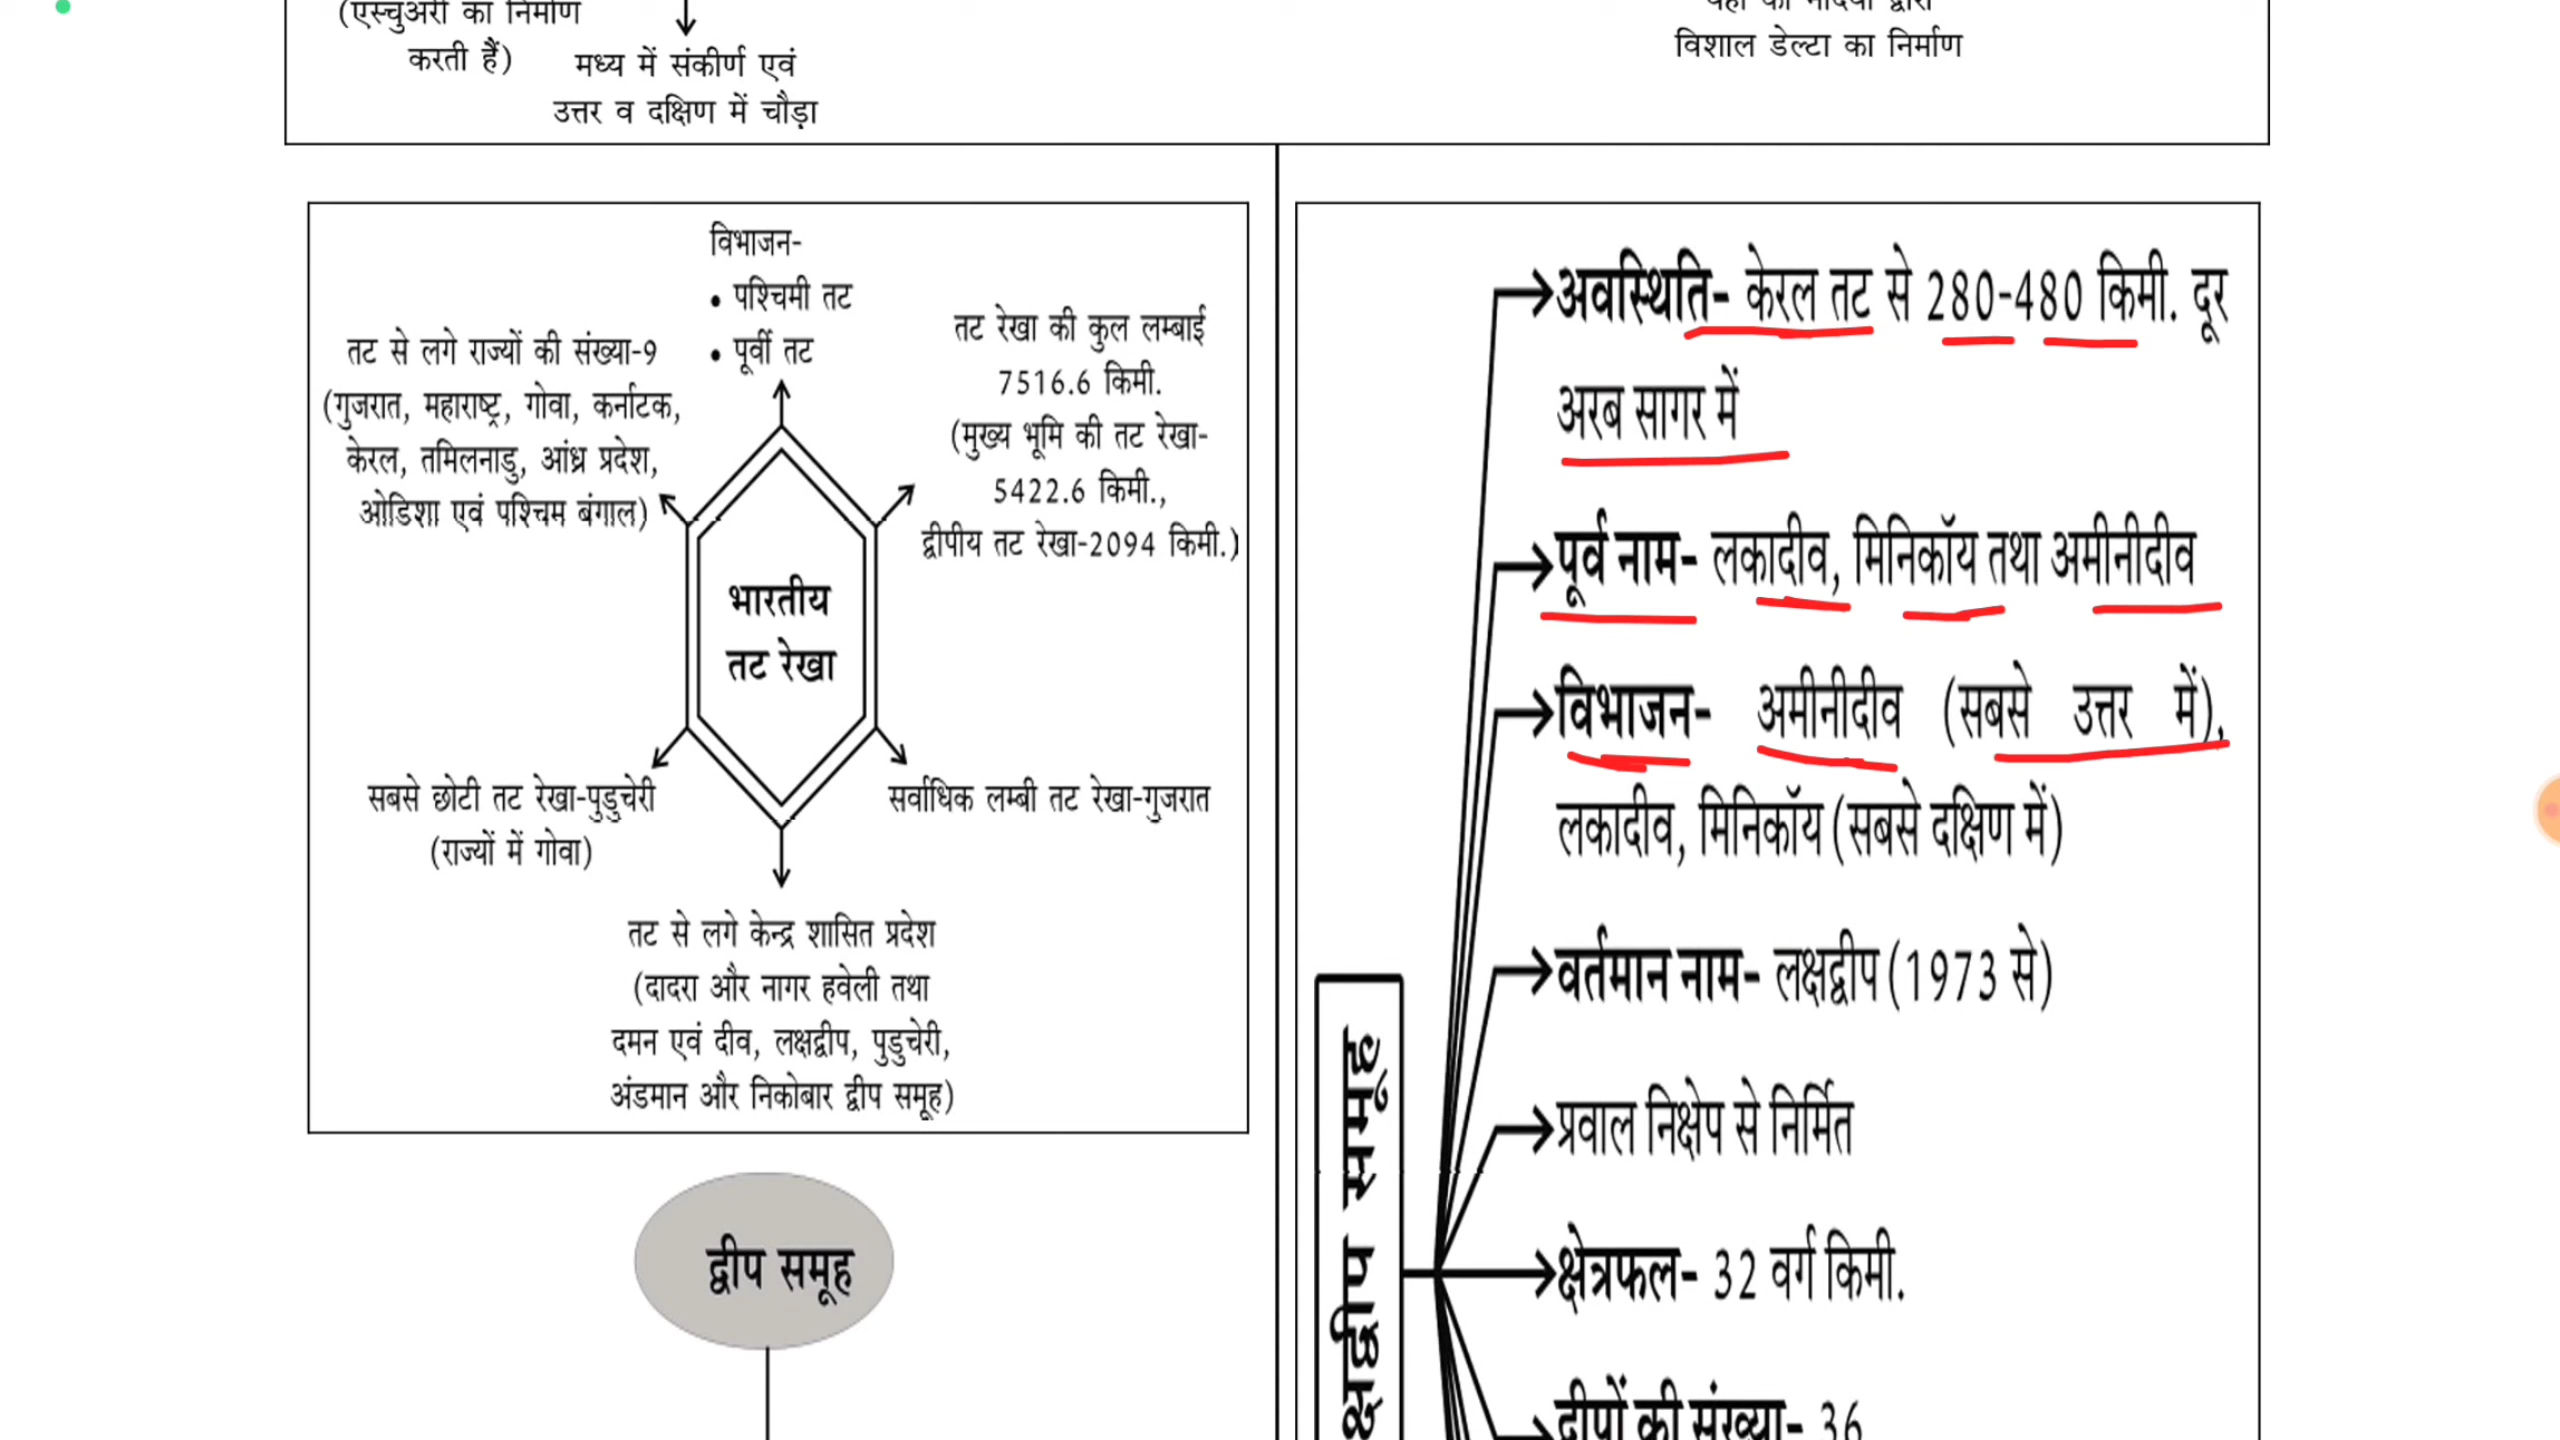 (एस्चुअरी का निर्माण
करती हैं)
मध्य में संकीर्ण एवं
उत्तर व दक्षिण में चौड़ा
विशाल डेल्टा का निर्माण
विभाजन-
• पश्चिमी तट
• पूर्वी तट
तट से लगे राज्यों की संख्या-9
(गुजरात, महाराष्ट्र, गोवा, कर्नाटक,
केरल, तमिलनाडु, आंध्र प्रदेश,
ओडिशा एवं पश्चिम बंगाल)
तट रेखा की कुल लम्बाई
7516.6 किमी.
(मुख्य भूमि की तट रेखा-
5422.6 किमी.,
द्वीपीय तट रेखा-2094 किमी.)
भारतीय
तट रेखा
सबसे छोटी तट रेखा-पुडुचेरी
(राज्यों में गोवा)
सर्वाधिक लम्बी तट रेखा-गुजरात
तट से लगे केन्द्र शासित प्रदेश
(दादरा और नागर हवेली तथा
दमन एवं दीव, लक्षद्वीप, पुडुचेरी,
अंडमान और निकोबार द्वीप समूह)
द्वीप समूह
अवस्थिति- केरल तट से 280-480 किमी. दूर
अरब सागर में
पूर्व नाम- लकादीव, मिनिकॉय तथा अमीनीदीव
विभाजन- अमीनीदीव (सबसे उत्तर में),
लकादीव, मिनिकॉय (सबसे दक्षिण में)
वर्तमान नाम- लक्षद्वीप (1973 से)
प्रवाल निक्षेप से निर्मित
क्षेत्रफल- 32 वर्ग किमी.
द्वीपों की संख्या- 36
क्षद्वीप समूह